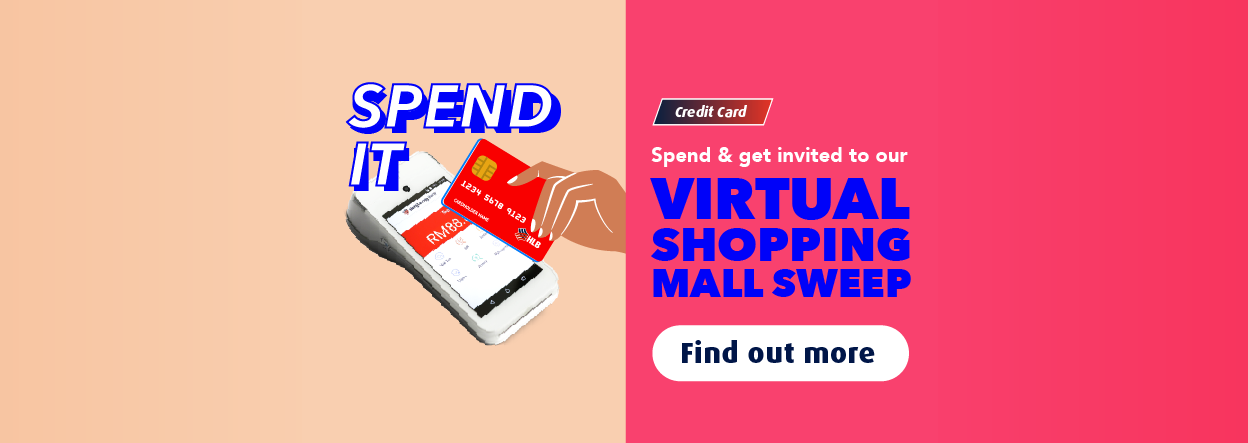 SPEND
IT
RM88.
1234 5678 9123
CARDHOLDER NAME
HLB
Credit Card
Spend & get invited to our
VIRTUAL
SHOPPING
MALL SWEEP
Find out more